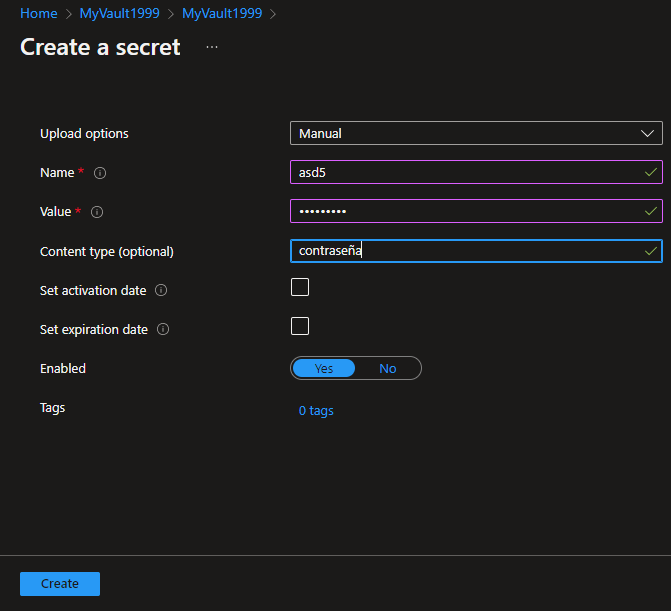 Home > MyVault1999 > MyVault1999 >
Create a secret ...
Upload options Manual
Name * asd5
Value * •••••••••
Content type (optional) contraseña
Set activation date
Set expiration date
Enabled Yes No
Tags 0 tags
Create